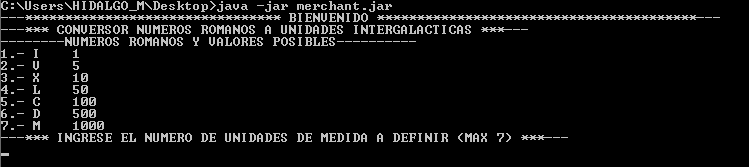 C:\Users\HIDALGO_M\Desktop>java -jar merchant.jar
---******************************** BIENVENIDO ********************************---
---*** CONVERSOR NUMEROS ROMANOS A UNIDADES INTERGALACTICAS ***---
--------NUMEROS ROMANOS Y VALORES POSIBLES----------
1.- I 1
2.- V 5
3.- X 10
4.- L 50
5.- C 100
6.- D 500
7.- M 1000
---*** INGRESE EL NUMERO DE UNIDADES DE MEDIDA A DEFINIR (MAX 7) ***---